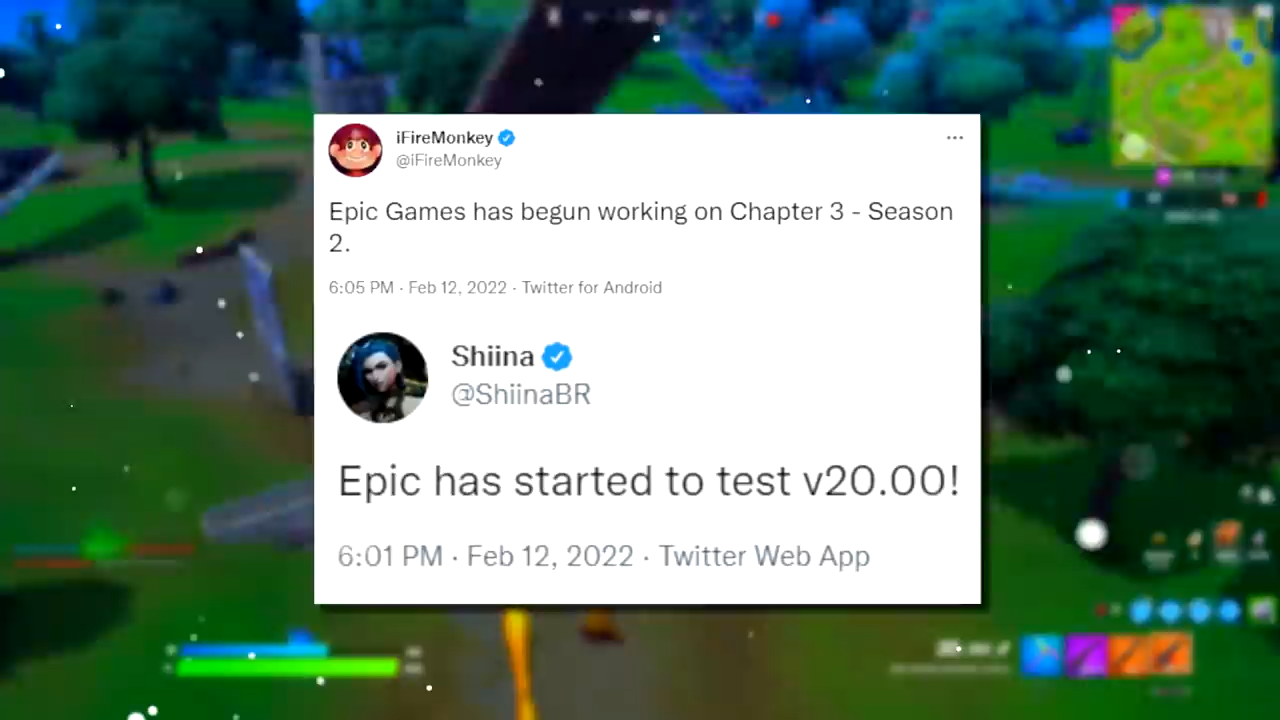 iFireMonkey
@iFireMonkey
Epic Games has begun working on Chapter 3 - Season
2.
6:05 PM · Feb 12, 2022 · Twitter for Android
Shiina
@ShiinaBR
Epic has started to test v20.00!
6:01 PM · Feb 12, 2022 · Twitter Web App